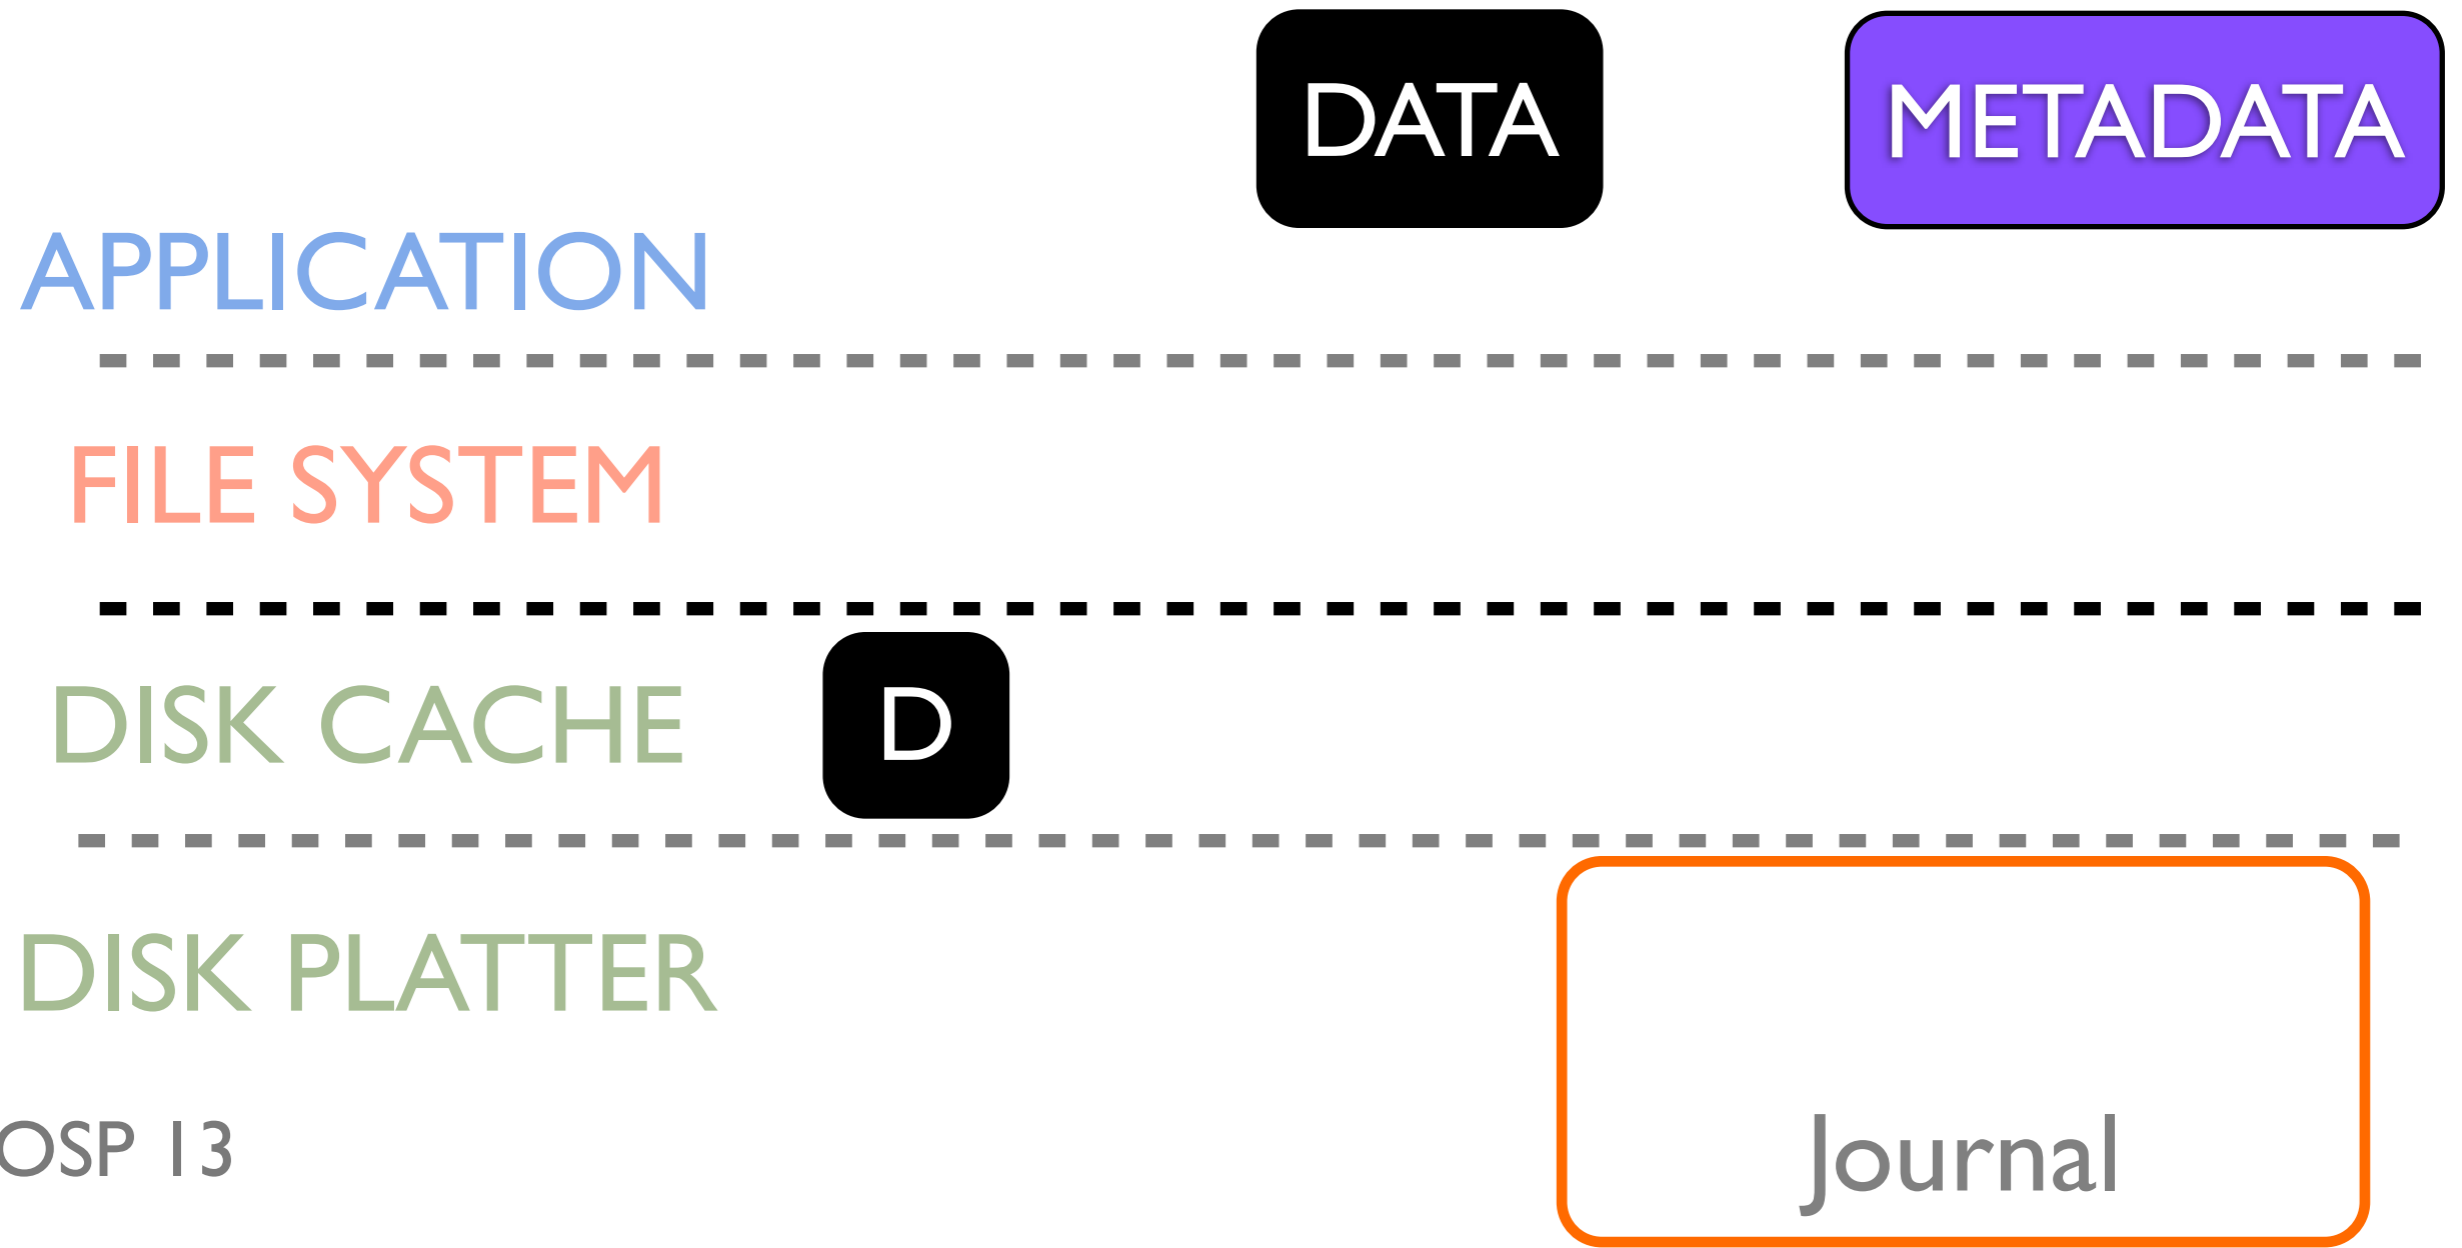 DATA
METADATA
APPLICATION
FILE SYSTEM
DISK CACHE
D
DISK PLATTER
OSP 13
Journal